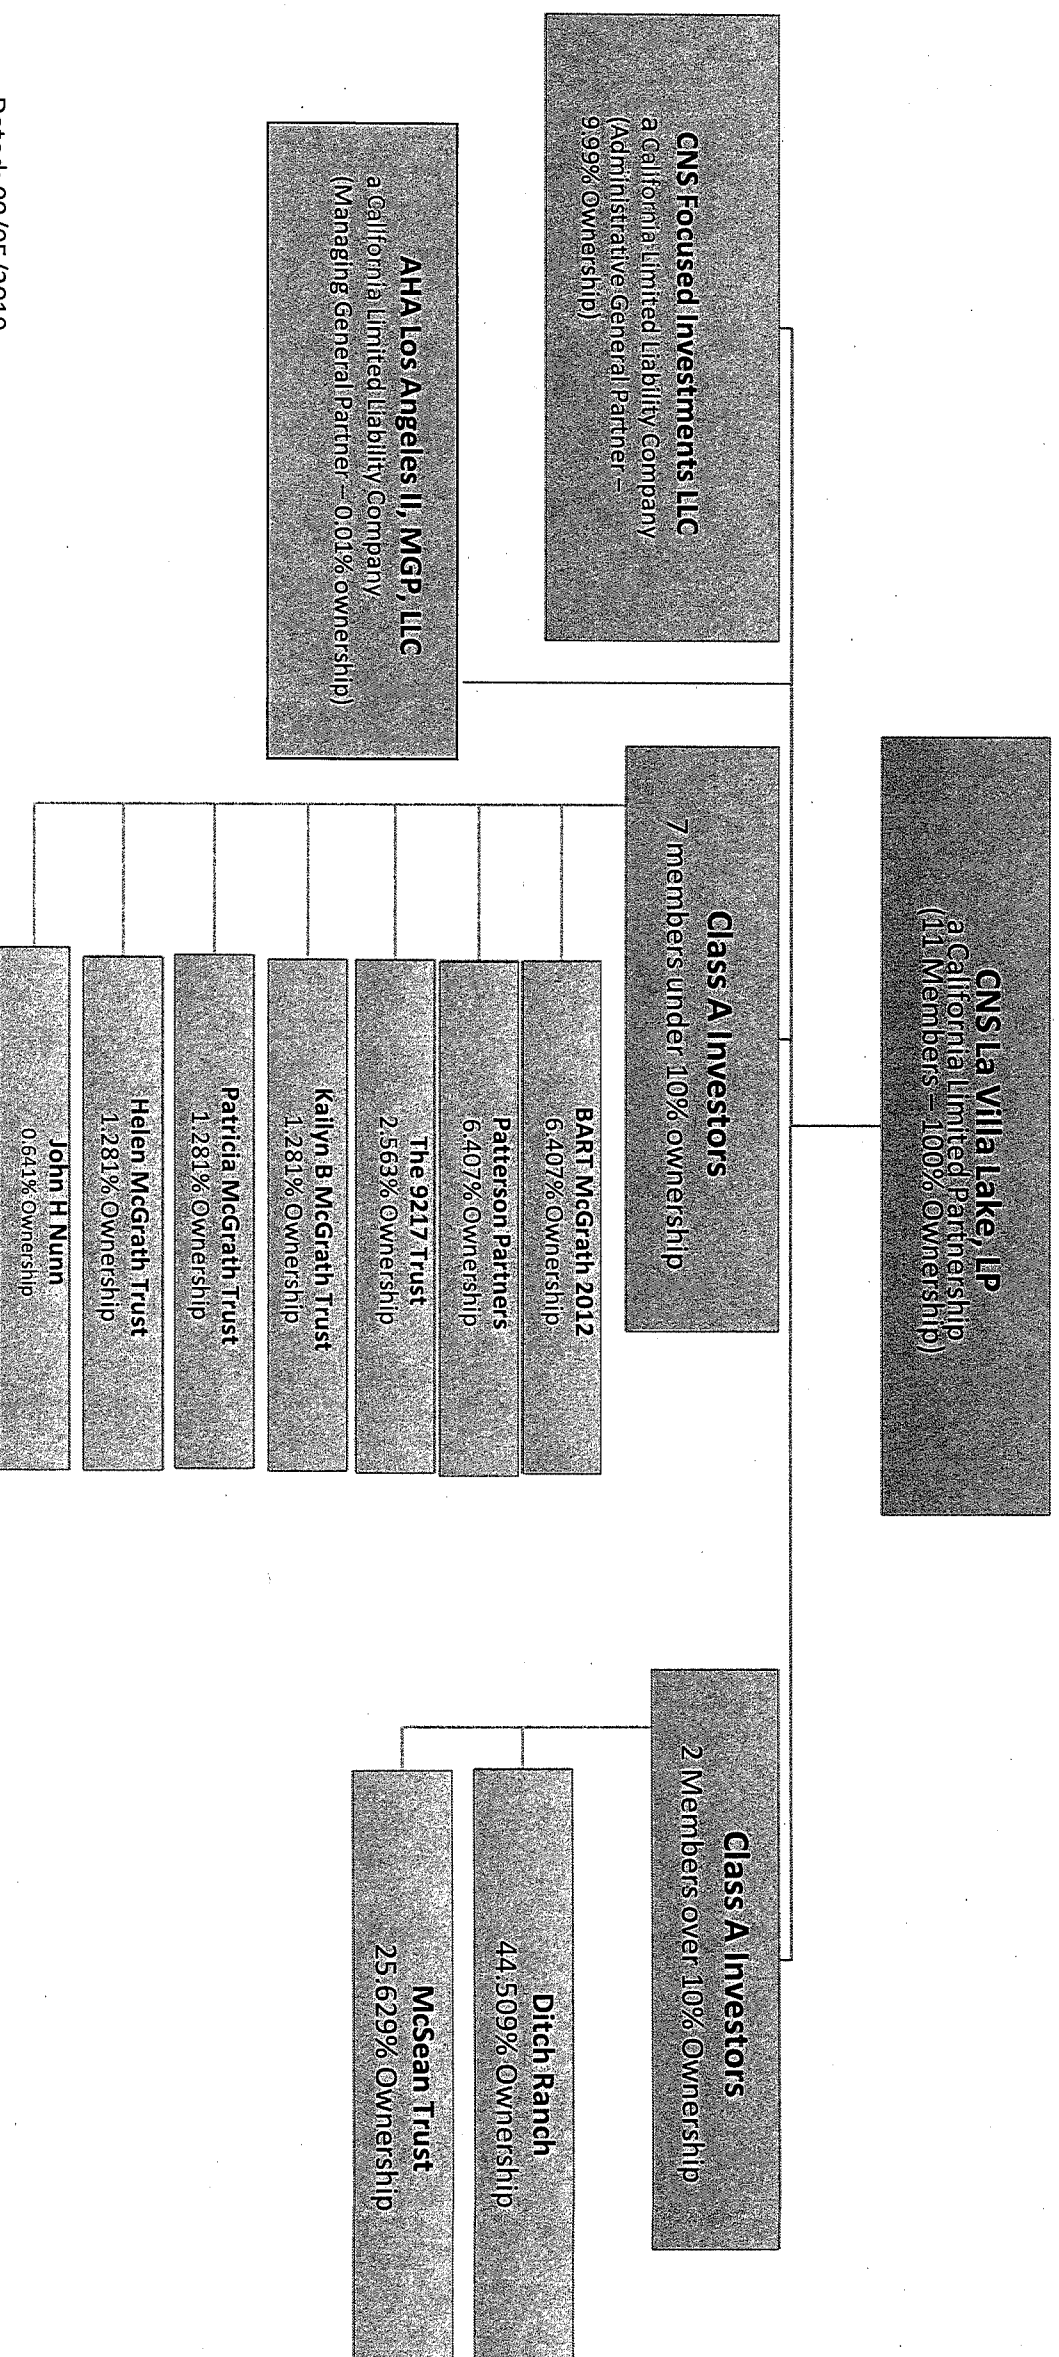 CNS La Villa Lake, LP
a California Limited Partnership
(11 Members – 100% Ownership)
CNS Focused Investments LLC
a California Limited Liability Company
(Administrative General Partner –
9.99% Ownership)
AHA Los Angeles II, MGP, LLC
a California Limited Liability Company
(Managing General Partner – 0.01% ownership)
Class A Investors
7 members under 10% ownership
BART McGrath 2012
6.407% Ownership
Patterson Partners
6.407% Ownership
The 9217 Trust
2.563% Ownership
Kailyn B McGrath Trust
1.281% Ownership
Patricia McGrath Trust
1.281% Ownership
Helen McGrath Trust
1.281% Ownership
John H Nunn
0.641% Ownership
Class A Investors
2 Members over 10% Ownership
Ditch Ranch
44.509% Ownership
McSean Trust
25.629% Ownership